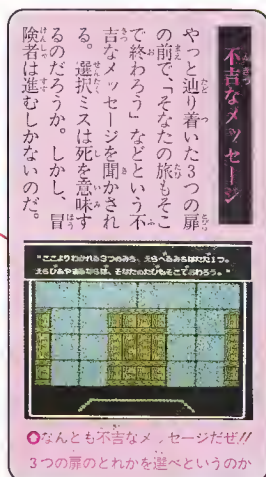 不吉なメッセージ
やっと辿り着いた3つの扉
の前で、「そなたの旅もそこ
で終わろう」などという不
吉なメッセージを聞かされ
る。選択ミスは死を意味す
るのだろうか。しかし、冒
険者は進むしかないのだ。
"ここよりわかれる3つのみち、えらべるみちはただ1つ。
えらびあやまるならば、そなたのたびもそこでおわろう。"
なんとも不吉なメッセージだぜ!!
3つの扉のどれかを選べというのか